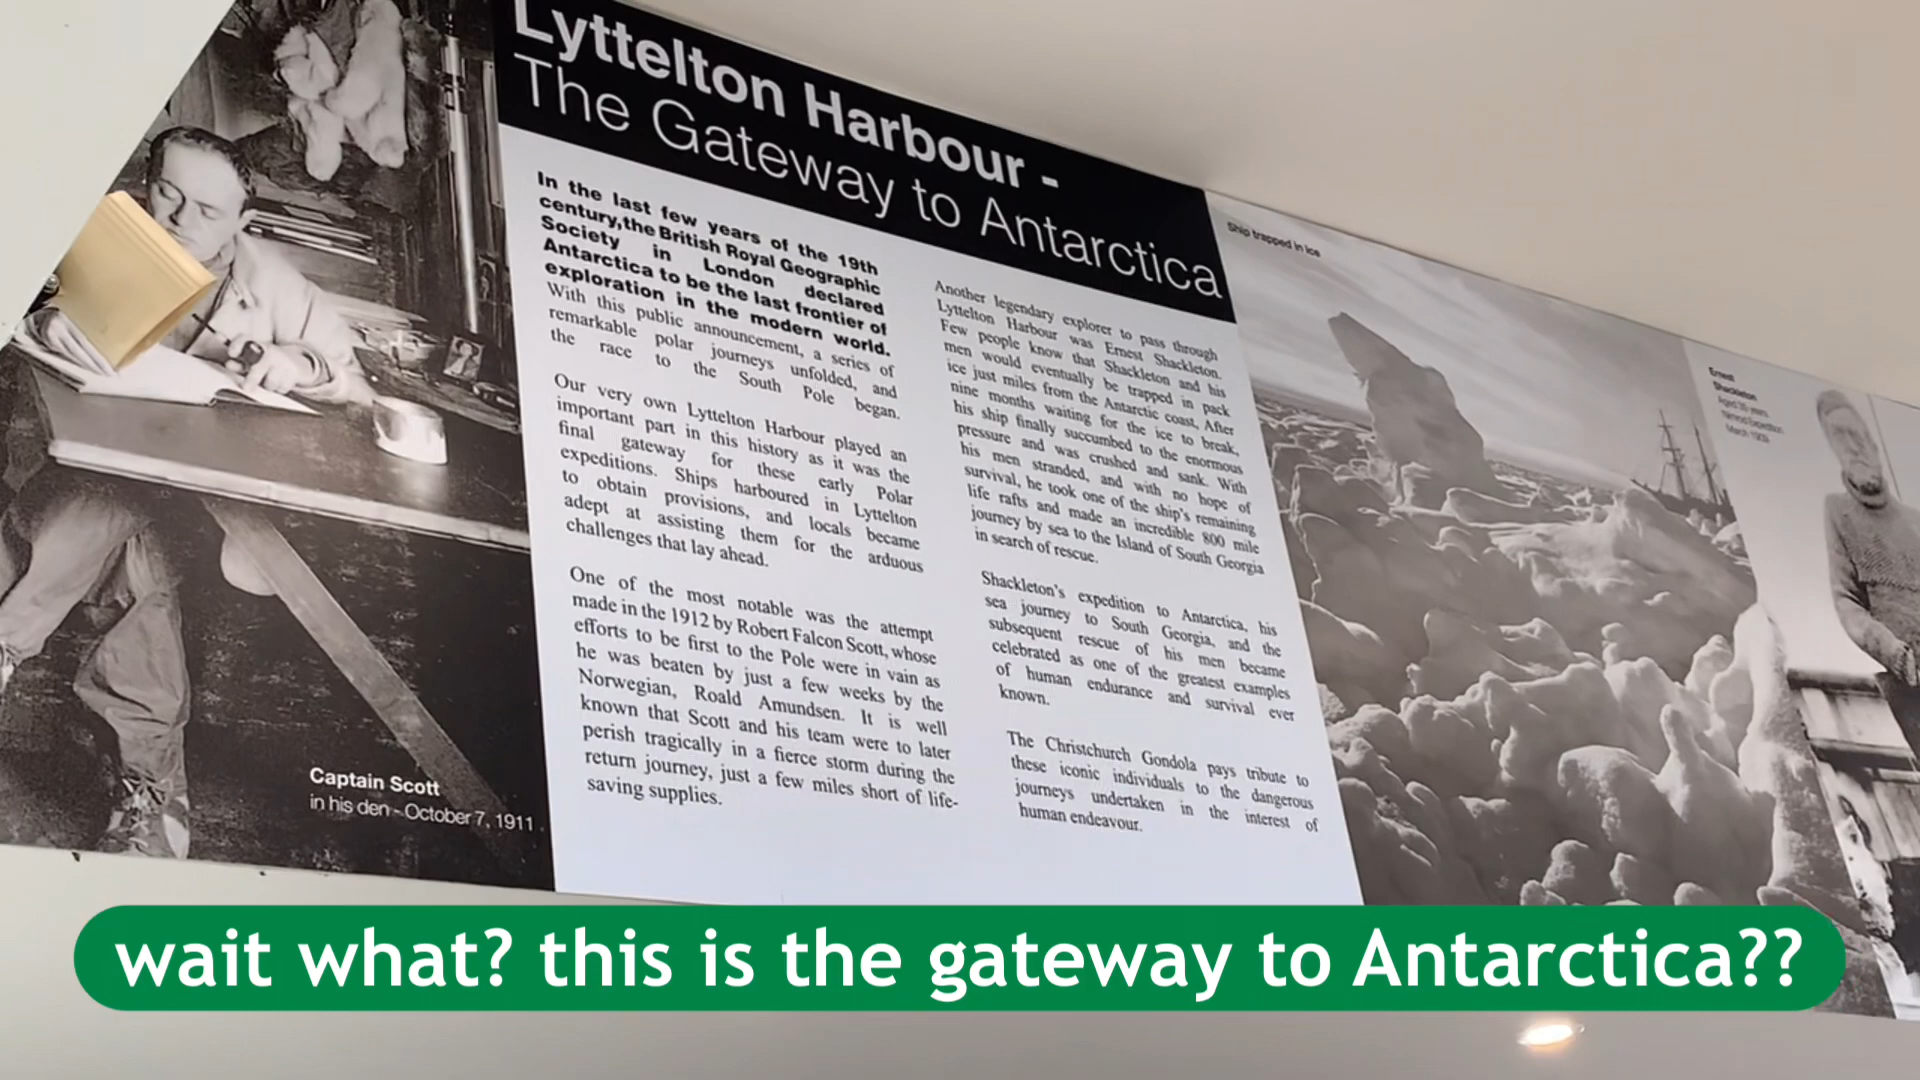 Lyttelton Harbour -
The Gateway to Antarctica
In the last few years of the 19th
century,the British Royal Geographic
Society in London declared
Antarctica to be the last frontier of
exploration in the modern world.
With this public announcement, a series of
remarkable polar journeys unfolded, and
the race to the South Pole began.
Our very own Lyttelton Harbour played an
important part in this history as it was the
final gateway for these early Polar
expeditions. Ships harboured in Lyttelton
to obtain provisions, and locals became
adept at assisting them for the arduous
challenges that lay ahead.
One of the most notable was the attempt
made in the 1912 by Robert Falcon Scott, whose
efforts to be first to the Pole were in vain as
he was beaten by just a few weeks by the
Norwegian, Roald Amundsen. It is well
known that Scott and his team were to later
perish tragically in a fierce storm during the
return journey, just a few miles short of life-
saving supplies.
Another legendary explorer to pass through
Lyttelton Harbour was Ernest Shackleton.
Few people know that Shackleton and his
men would eventually be trapped in pack
ice just miles from the Antarctic coast, After
nine months waiting for the ice to break,
his ship finally succumbed to the enormous
pressure and was crushed and sank. With
his men stranded, and with no hope of
survival, he took one of the ship's remaining
life rafts and made an incredible 800 mile
journey by sea to the Island of South Georgia
in search of rescue.
Shackleton's expedition to Antarctica, his
sea journey to South Georgia, and the
subsequent rescue of his men became
celebrated as one of the greatest examples
of human endurance and survival ever
known.
The Christchurch Gondola pays tribute to
these iconic individuals to the dangerous
journeys undertaken in the interest of
human endeavour.
Captain Scott
in his den - October 7, 1911
Ship trapped in ice
Ernest
Shackleton
Aged 35 years
Nimrod Expedition
March 1909
wait what? this is the gateway to Antarctica??